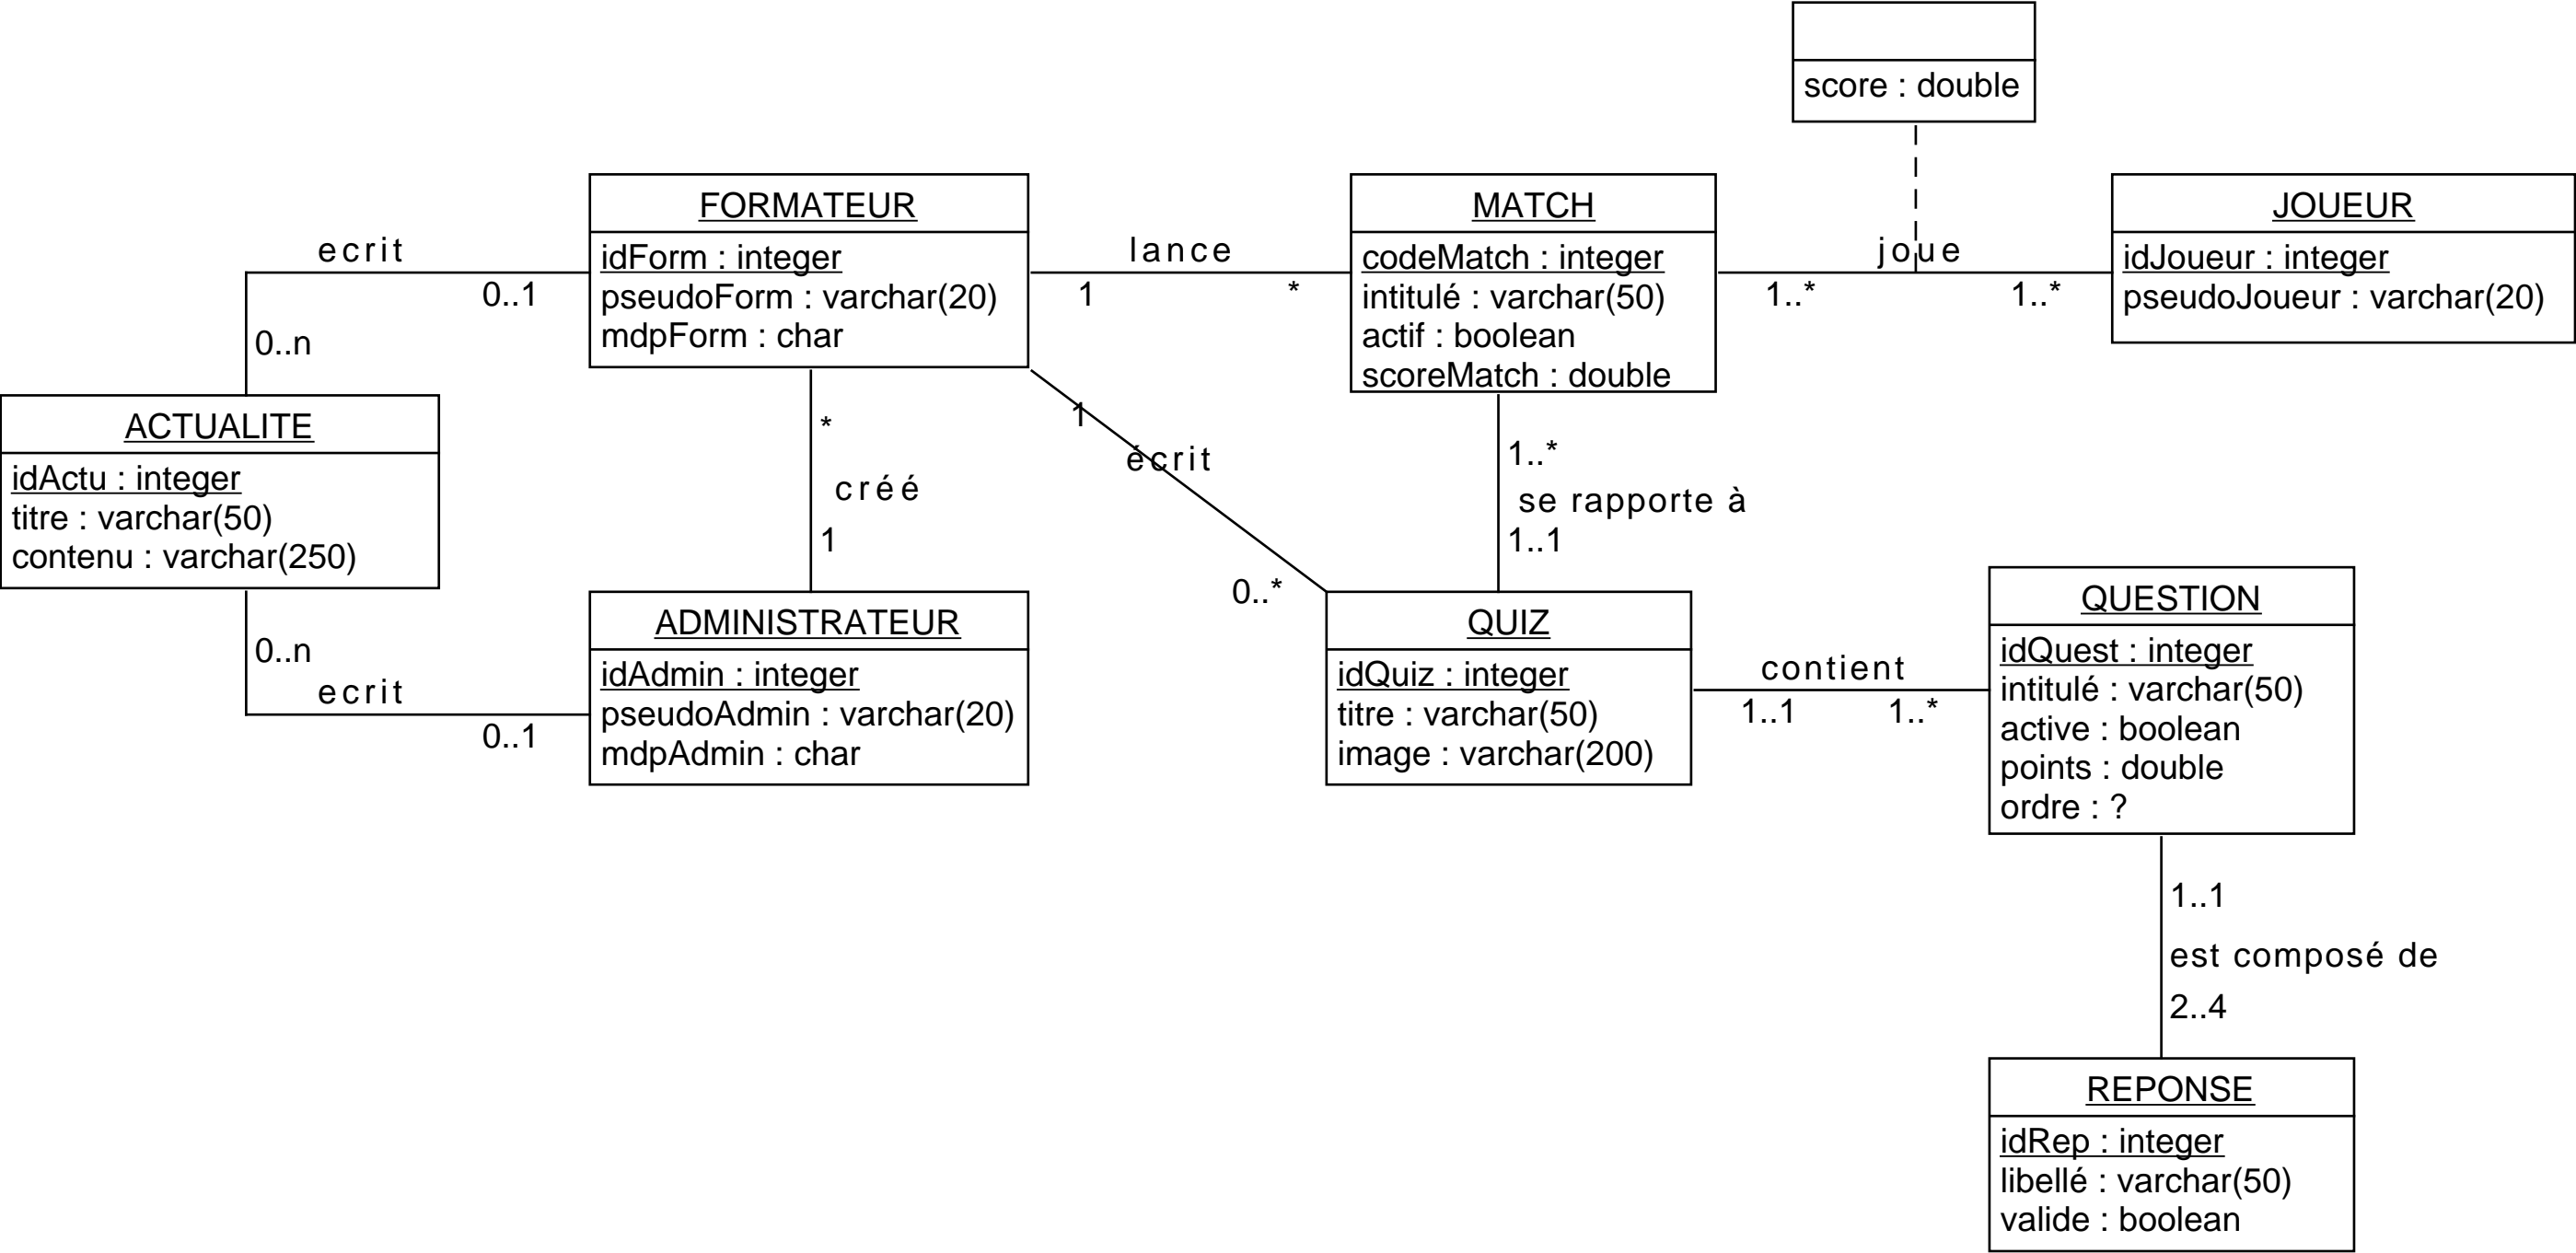 score : double
FORMATEUR
idForm : integer
pseudoForm : varchar(20)
mdpForm : char
MATCH
codeMatch : integer
intitulé : varchar(50)
actif : boolean
scoreMatch : double
JOUEUR
idJoueur : integer
pseudoJoueur : varchar(20)
ecrit
0..1
0..n
lance
1
*
joue
1..*
1..*
ACTUALITE
idActu : integer
titre : varchar(50)
contenu : varchar(250)
*
créé
1
1
écrit
0..*
1..*
se rapporte à
1..1
0..n
ecrit
0..1
ADMINISTRATEUR
idAdmin : integer
pseudoAdmin : varchar(20)
mdpAdmin : char
QUIZ
idQuiz : integer
titre : varchar(50)
image : varchar(200)
contient
1..1
1..*
QUESTION
idQuest : integer
intitulé : varchar(50)
active : boolean
points : double
ordre : ?
1..1
est composé de
2..4
REPONSE
idRep : integer
libellé : varchar(50)
valide : boolean